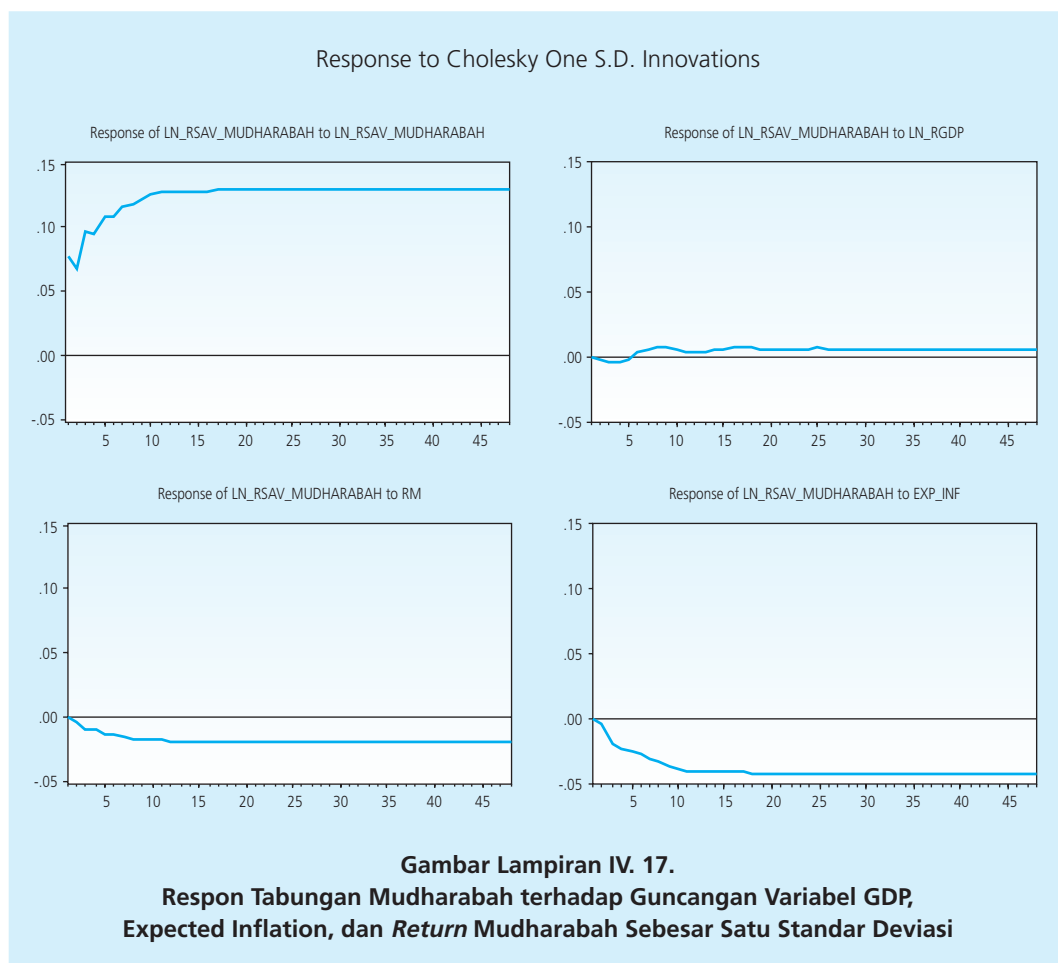 Response to Cholesky One S.D. Innovations
Response of LN_RSAV_MUDHARABAH to LN_RSAV_MUDHARABAH
.15
.10
.05
.00
-.05
5 10 15 20 25 30 35 40 45
Response of LN_RSAV_MUDHARABAH to LN_RGDP
.15
.10
.05
.00
-.05
5 10 15 20 25 30 35 40 45
Response of LN_RSAV_MUDHARABAH to RM
.15
.10
.05
.00
-.05
5 10 15 20 25 30 35 40 45
Response of LN_RSAV_MUDHARABAH to EXP_INF
.15
.10
.05
.00
-.05
5 10 15 20 25 30 35 40 45
Gambar Lampiran IV. 17.
Respon Tabungan Mudharabah terhadap Guncangan Variabel GDP,
Expected Inflation, dan Return Mudharabah Sebesar Satu Standar Deviasi